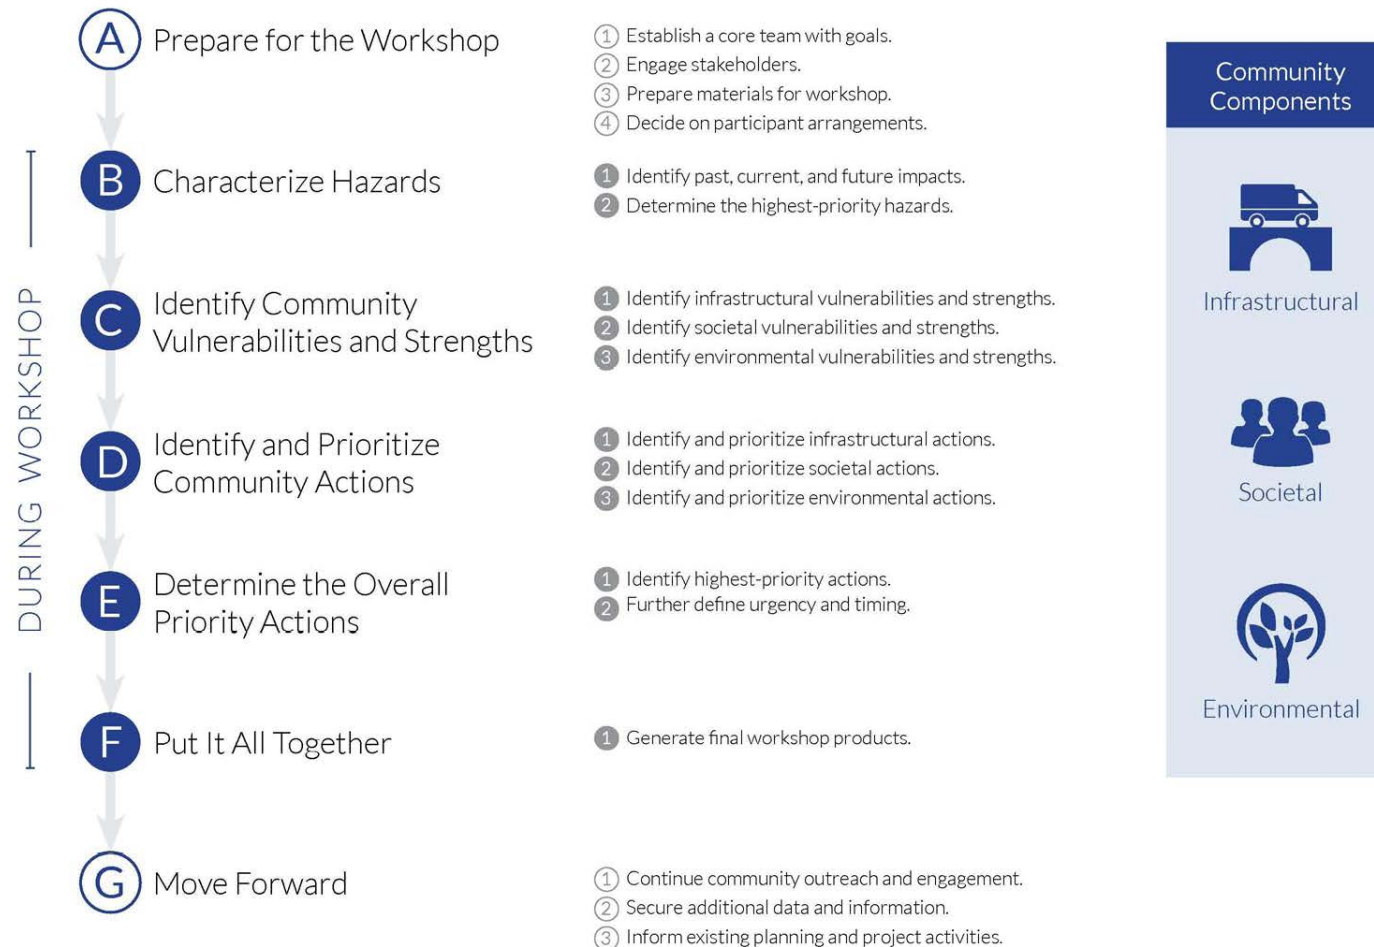 A Prepare for the Workshop
1 Establish a core team with goals.
2 Engage stakeholders.
3 Prepare materials for workshop.
4 Decide on participant arrangements.
DURING WORKSHOP
B Characterize Hazards
1 Identify past, current, and future impacts.
2 Determine the highest-priority hazards.
C Identify Community
Vulnerabilities and Strengths
1 Identify infrastructural vulnerabilities and strengths.
2 Identify societal vulnerabilities and strengths.
3 Identify environmental vulnerabilities and strengths.
D Identify and Prioritize
Community Actions
1 Identify and prioritize infrastructural actions.
2 Identify and prioritize societal actions.
3 Identify and prioritize environmental actions.
E Determine the Overall
Priority Actions
1 Identify highest-priority actions.
2 Further define urgency and timing.
F Put It All Together
1 Generate final workshop products.
G Move Forward
1 Continue community outreach and engagement.
2 Secure additional data and information.
3 Inform existing planning and project activities.
Community
Components
Infrastructural
Societal
Environmental